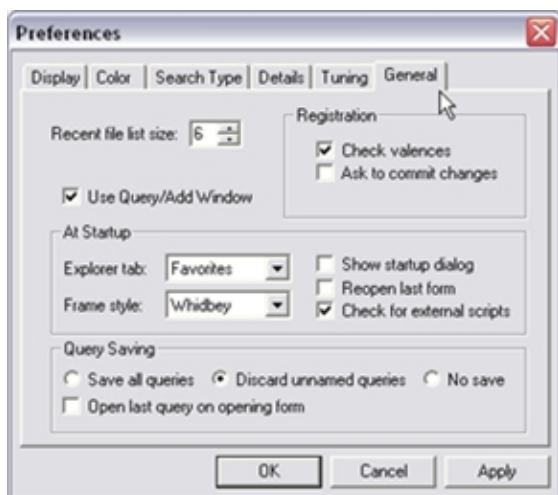 Preferences
Display Color Search Type Details Tuning General
Recent file list size: 6
Registration
Check valences
Ask to commit changes
Use Query/Add Window
At Startup
Explorer tab: Favorites
Show startup dialog
Reopen last form
Frame style: Whidbey
Check for external scripts
Query Saving
Save all queries Discard unnamed queries No save
Open last query on opening form
OK Cancel Apply